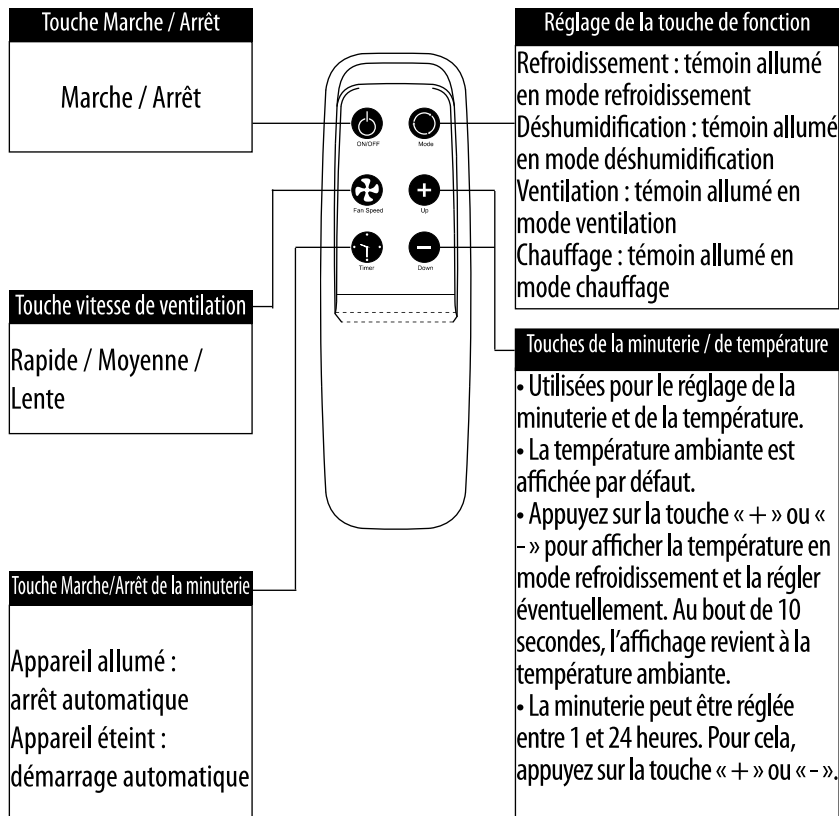 Touche Marche / Arrêt
Marche / Arrêt
Réglage de la touche de fonction
Refroidissement : témoin allumé
en mode refroidissement
Déshumidification : témoin allumé
en mode déshumidification
Ventilation : témoin allumé en
mode ventilation
Chauffage : témoin allumé en
mode chauffage
ON/OFF
Mode
Fan Speed
Up
Timer
Down
Touche vitesse de ventilation
Rapide / Moyenne /
Lente
Touches de la minuterie / de température
• Utilisées pour le réglage de la
minuterie et de la température.
• La température ambiante est
affichée par défaut.
• Appuyez sur la touche « + » ou «
- » pour afficher la température en
mode refroidissement et la régler
éventuellement. Au bout de 10
secondes, l'affichage revient à la
température ambiante.
• La minuterie peut être réglée
entre 1 et 24 heures. Pour cela,
appuyez sur la touche « + » ou « - ».
Touche Marche/Arrêt de la minuterie
Appareil allumé :
arrêt automatique
Appareil éteint :
démarrage automatique